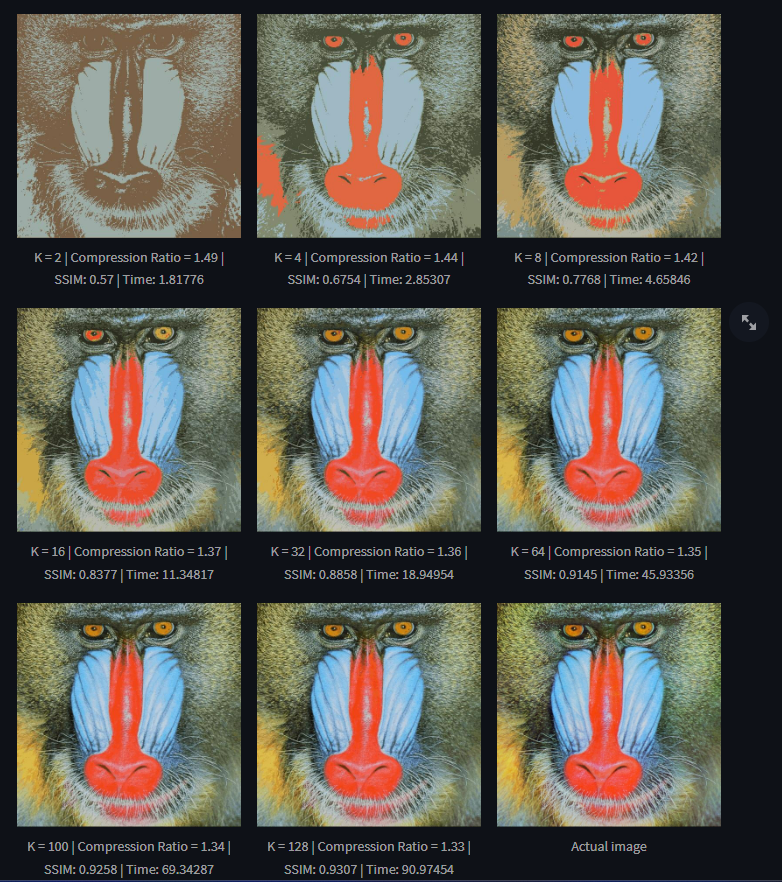 K = 2 | Compression Ratio = 1.49 |
SSIM: 0.57 | Time: 1.81776
K = 4 | Compression Ratio = 1.44 |
SSIM: 0.6754 | Time: 2.85307
K = 8 | Compression Ratio = 1.42 |
SSIM: 0.7768 | Time: 4.65846
K = 16 | Compression Ratio = 1.37 |
SSIM: 0.8377 | Time: 11.34817
K = 32 | Compression Ratio = 1.36 |
SSIM: 0.8858 | Time: 18.94954
K = 64 | Compression Ratio = 1.35 |
SSIM: 0.9145 | Time: 45.93356
K = 100 | Compression Ratio = 1.34 |
SSIM: 0.9258 | Time: 69.34287
K = 128 | Compression Ratio = 1.33 |
SSIM: 0.9307 | Time: 90.97454
Actual image